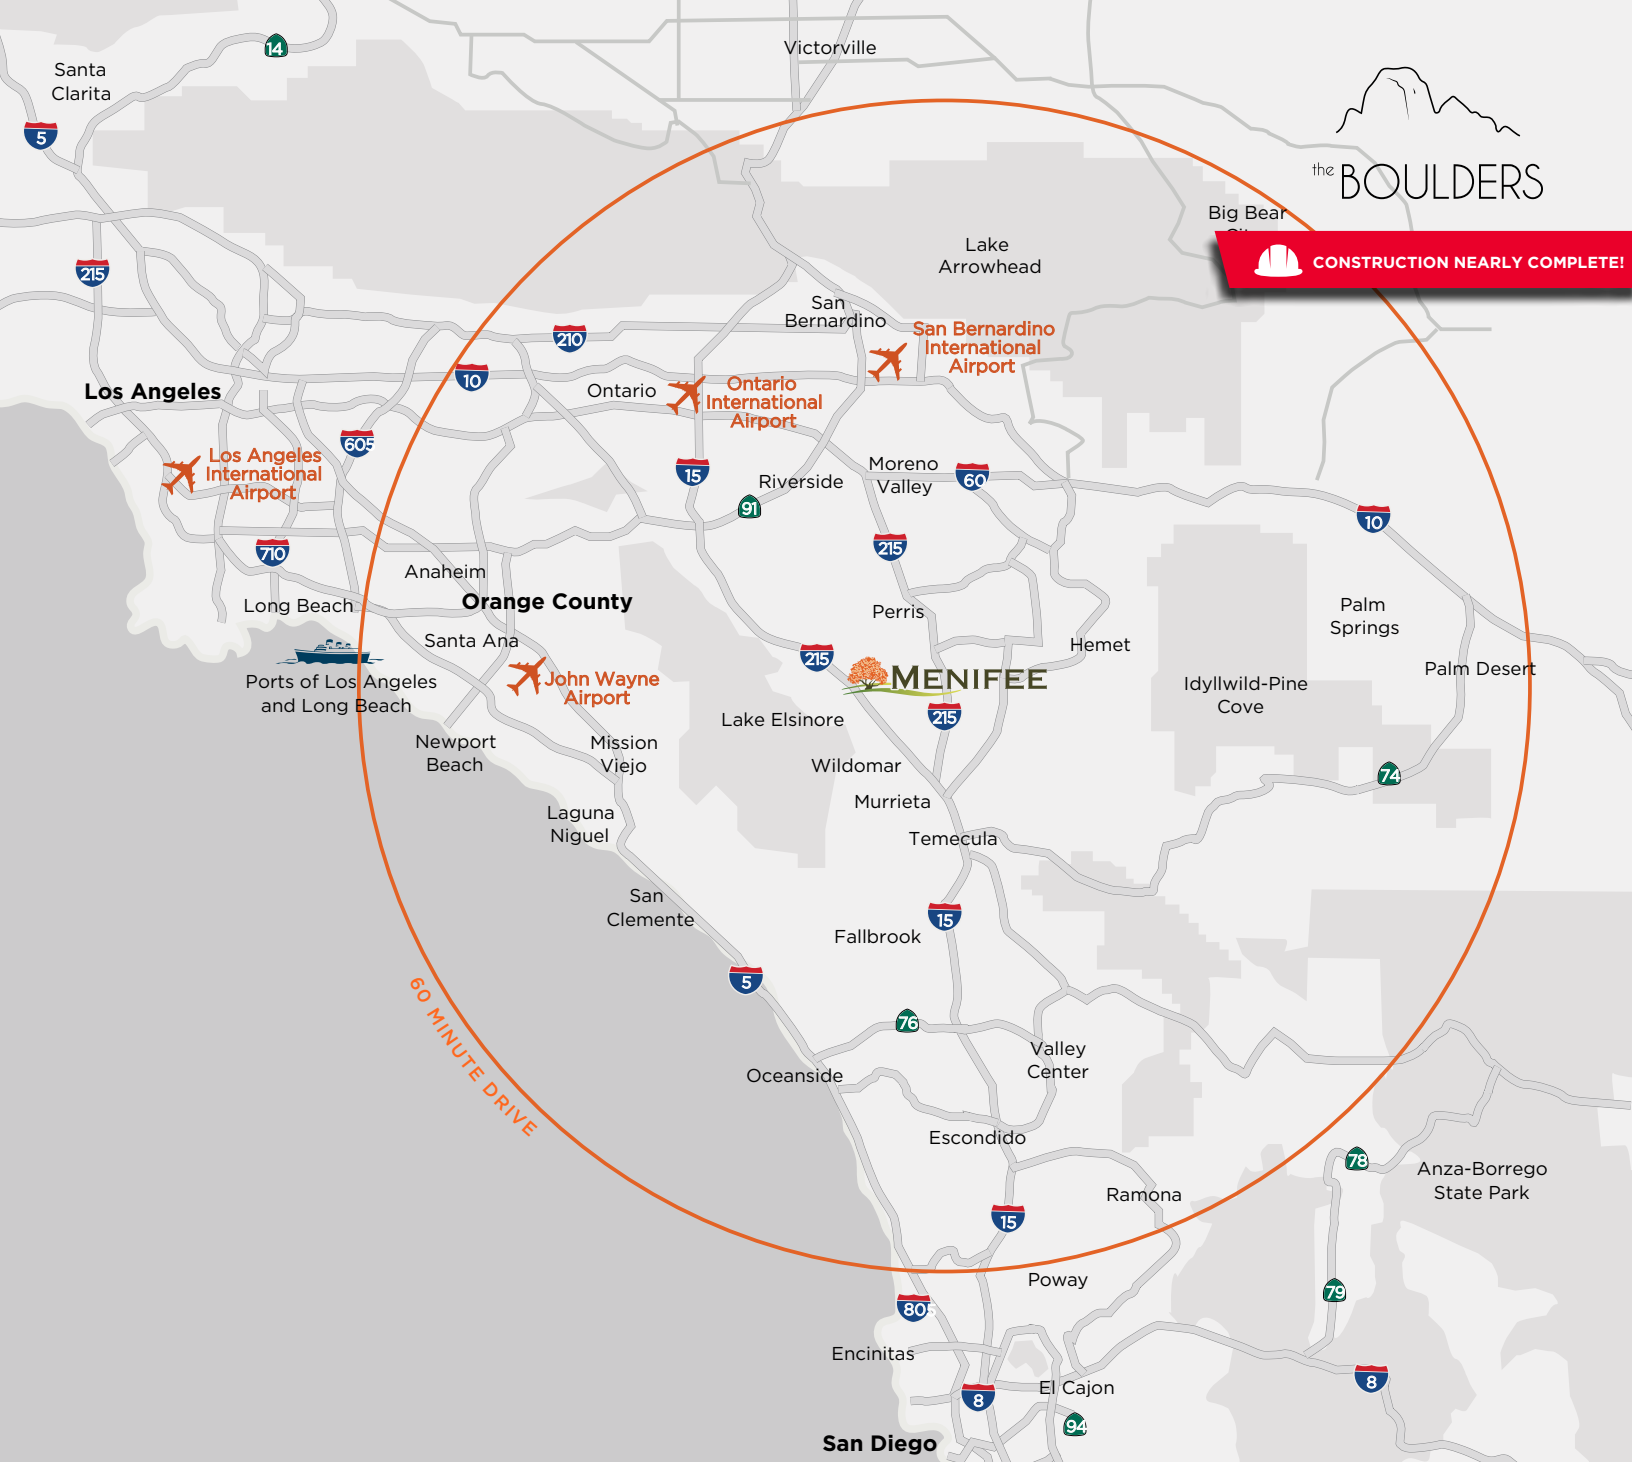 14
Victorville
Santa
Clarita
5
the BOULDERS
Big Bear
CONSTRUCTION NEARLY COMPLETE!
Lake
Arrowhead
215
San
Bernardino
210
San Bernardino
International
Airport
10
Los Angeles
Ontario
Ontario
International
Airport
605
Los Angeles
International
Airport
15
Riverside
Moreno
Valley
60
91
10
710
215
Anaheim
Orange County
Long Beach
Perris
Palm
Springs
Santa Ana
Hemet
215
MENIFEE
Palm Desert
Ports of Los Angeles
and Long Beach
John Wayne
Airport
Idyllwild-Pine
Cove
Lake Elsinore
215
Newport
Beach
Mission
Viejo
Wildomar
74
Murrieta
Laguna
Niguel
Temecula
San
Clemente
15
Fallbrook
5
60 MINUTE DRIVE
76
Valley
Center
Oceanside
Escondido
78
Anza-Borrego
State Park
Ramona
15
Poway
79
805
Encinitas
8
El Cajon
8
94
San Diego